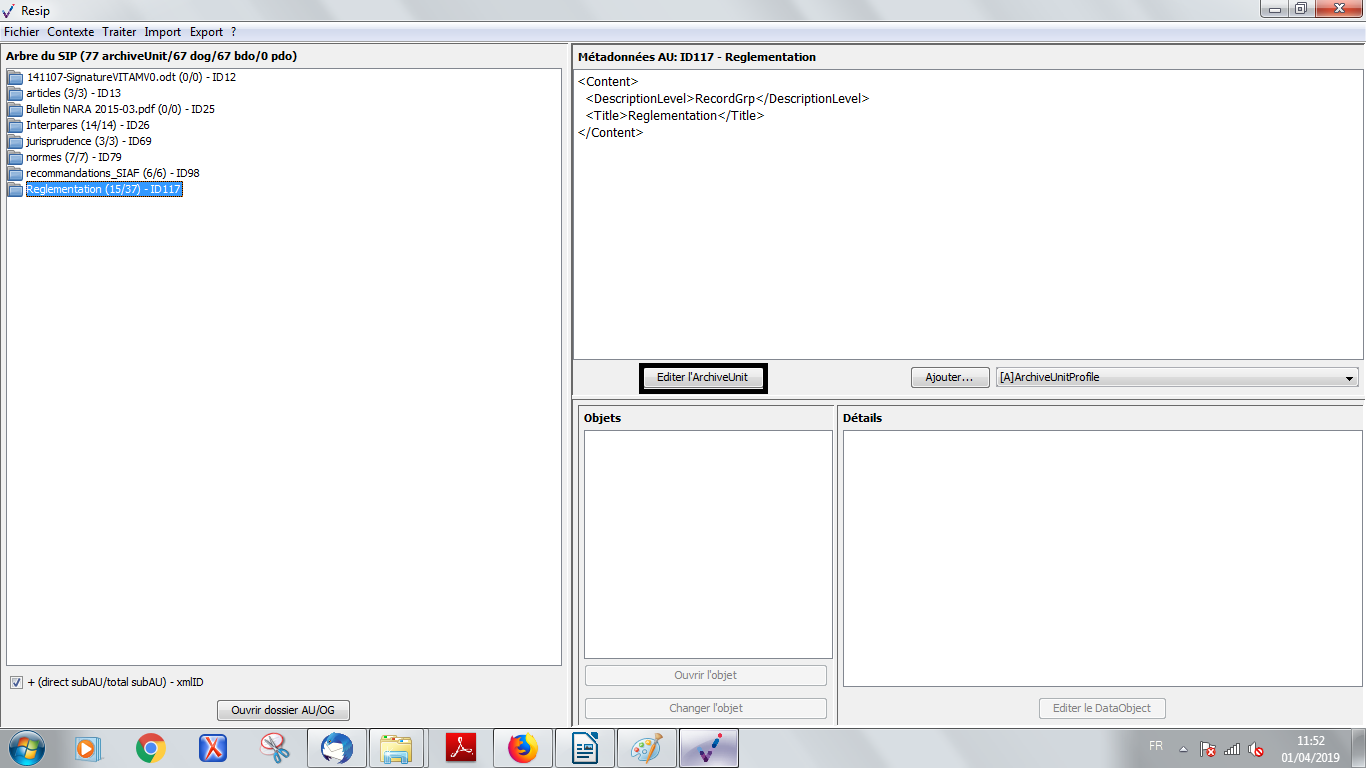 Resip
Fichier Contexte Traiter Import Export ?
Arbre du SIP (77 archiveUnit/67 dog/67 bdo/0 pdo)
141107-SignatureVITAMV0.odt (0/0) - ID12
articles (3/3) - ID13
Bulletin NARA 2015-03.pdf (0/0) - ID25
Interpares (14/14) - ID26
jurisprudence (3/3) - ID69
normes (7/7) - ID79
recommandations_SIAF (6/6) - ID98
Reglementation (15/37) - ID117
+ (direct subAU/total subAU) - xmlID
Ouvrir dossier AU/OG
Métadonnées AU: ID117 - Reglementation
<Content>
<DescriptionLevel>RecordGrp</DescriptionLevel>
<Title>Reglementation</Title>
</Content>
Editer l'ArchiveUnit
Ajouter...
[A]ArchiveUnitProfile
Objets
Ouvrir l'objet
Changer l'objet
Détails
Editer le DataObject
FR
11:52
01/04/2019